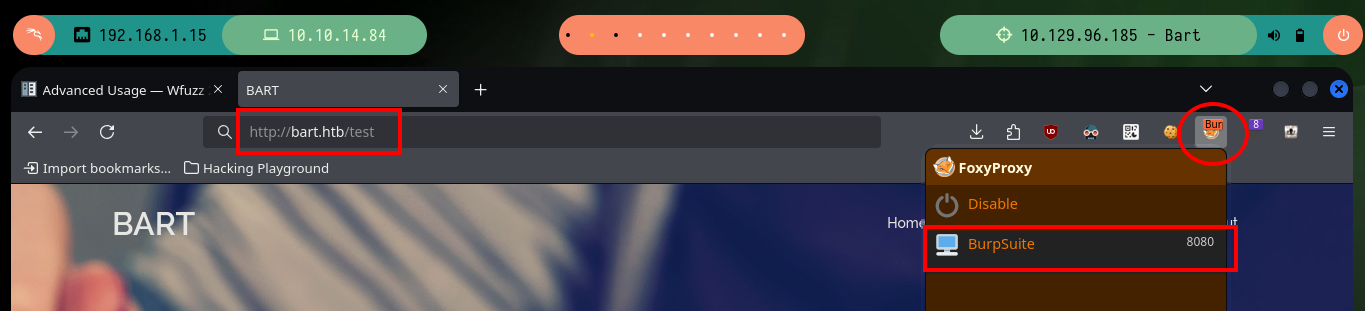 192.168.1.15 10.10.14.84 10.129.96.185 - Bart
Advanced Usage — Wfuzz BART
http://bart.htb/test Bur 8
Import bookmarks... Hacking Playground
FoxyProxy
Disable
BART Home ut
BurpSuite 8080